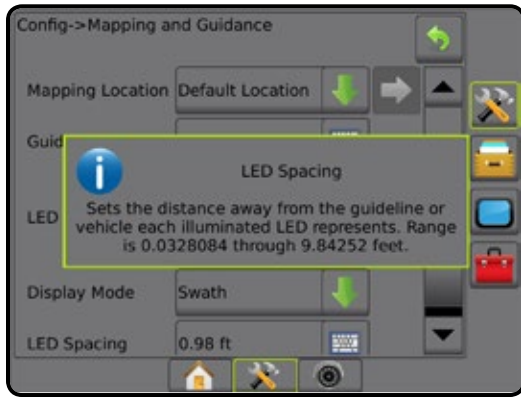 Config->Mapping and Guidance
Mapping Location Default Location
Guid
LED Spacing
Sets the distance away from the guideline or
LED vehicle each illuminated LED represents. Range
is 0.0328084 through 9.84252 feet.
Display Mode Swath
LED Spacing 0.98 ft